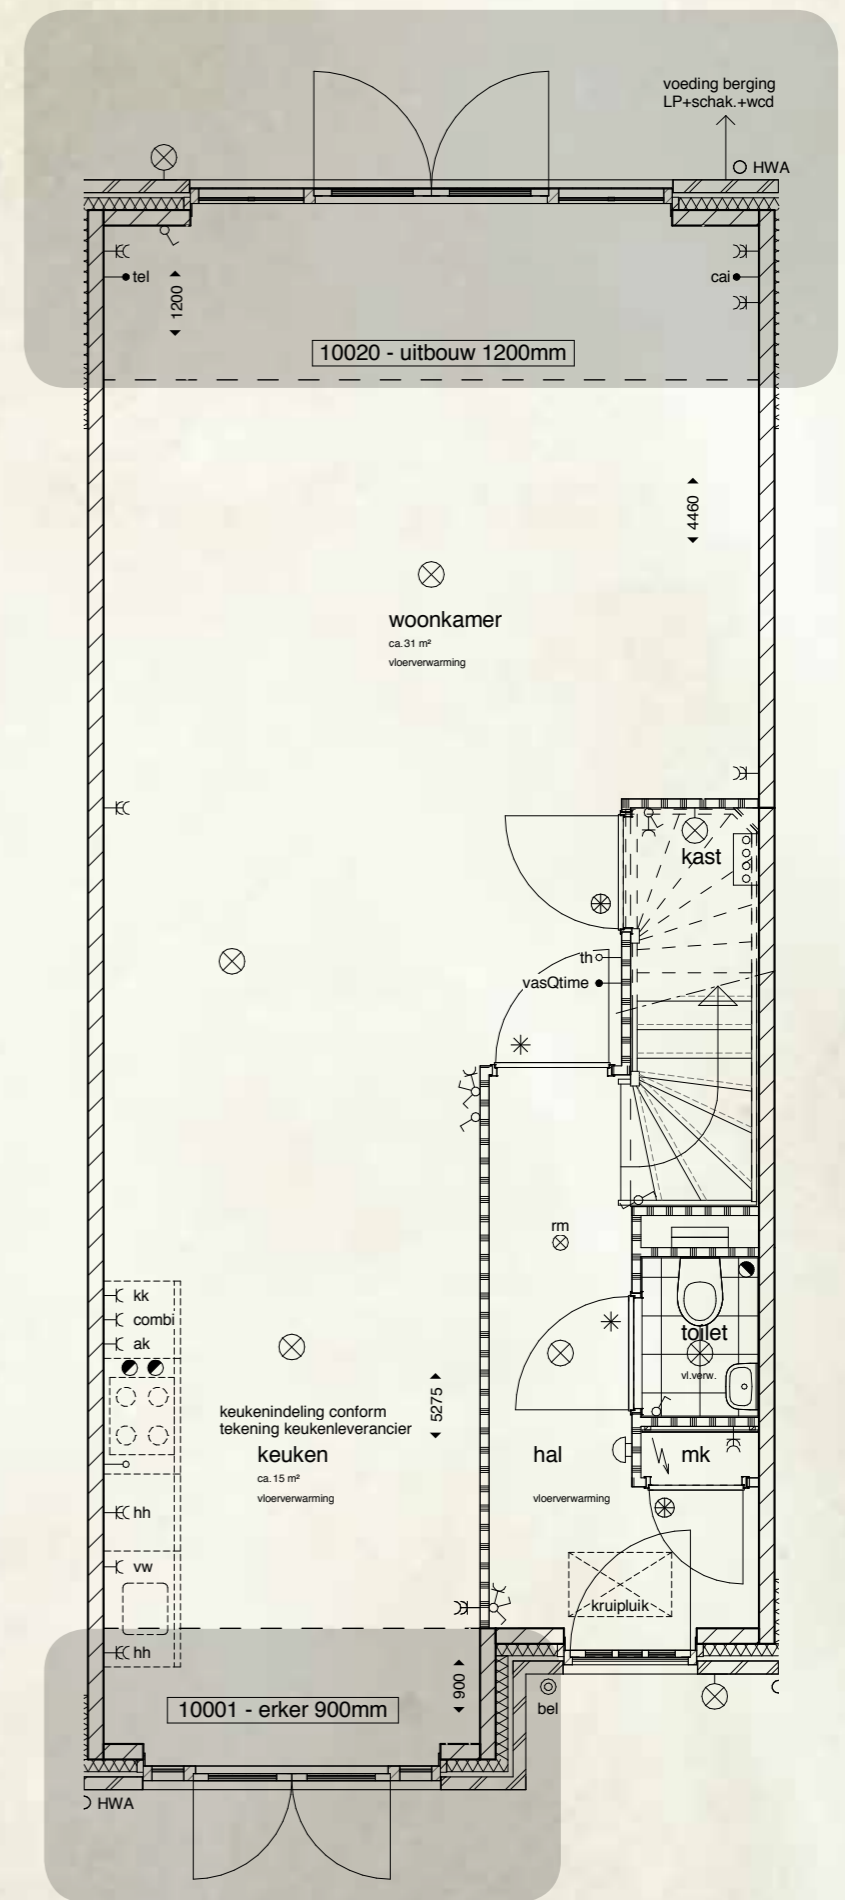 voeding berging
LP+schak.+wcd
HWA
tel
cai
1200
10020 - uitbouw 1200mm
4460
woonkamer
ca.31 m²
vloerverwarming
kast
th
vasQtime
rm
kk
combi
ak
toilet
vl.verw.
5275
keukenindeling conform
tekening keukenleverancier
keuken
ca.15 m²
vloerverwarming
hal
vloerverwarming
mk
hh
vw
kruipluik
hh
900
10001 - erker 900mm
bel
HWA